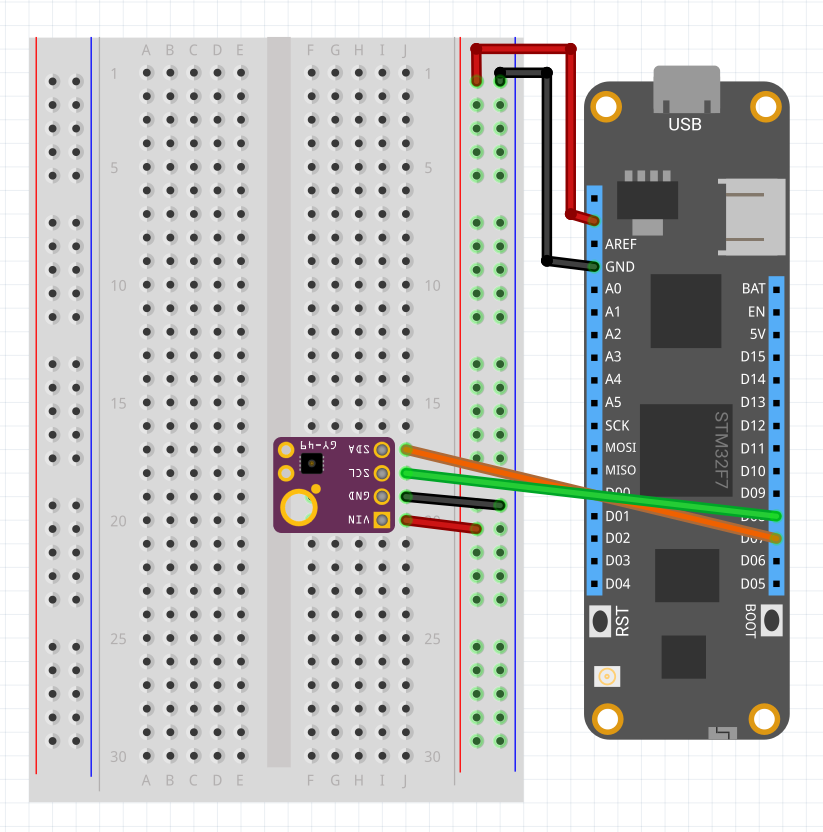 A B C D E F G H I J
1 1
5 5
10 10
15 15
20
25 25
30 30
A B C D E F G H I J
GY-49
SDA
SCL
GND
VIN
USB
AREF
GND
A0
A1
A2
A3
A4
A5
SCK
MOSI
MISO
D00
D01
D02
D03
D04
BAT
EN
5V
D15
D14
D13
D12
D11
D10
D09
D07
D06
D05
STM32F7
RST
BOOT